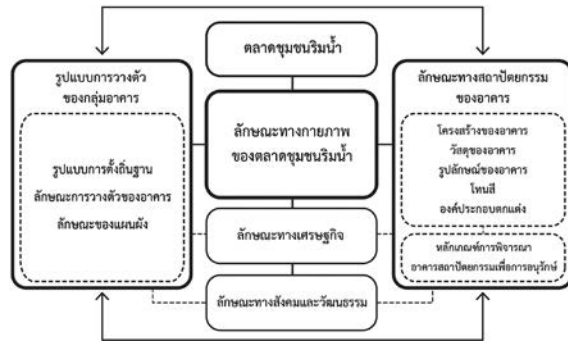 ตลาดชุมชนริมน้ำ
รูปแบบการวางตัว
ของกลุ่มอาคาร
รูปแบบการตั้งถิ่นฐาน
ลักษณะการวางตัวของอาคาร
ลักษณะของแผนผัง
ลักษณะทางกายภาพ
ของตลาดชุมชนริมน้ำ
ลักษณะทางเศรษฐกิจ
ลักษณะทางสังคมและวัฒนธรรม
ลักษณะทางสถาปัตยกรรม
ของอาคาร
โครงสร้างของอาคาร
วัสดุของอาคาร
รูปลักษณ์ของอาคาร
โทนสี
องค์ประกอบตกแต่ง
หลักเกณฑ์การพิจารณา
อาคารสถาปัตยกรรมเพื่อการอนุรักษ์